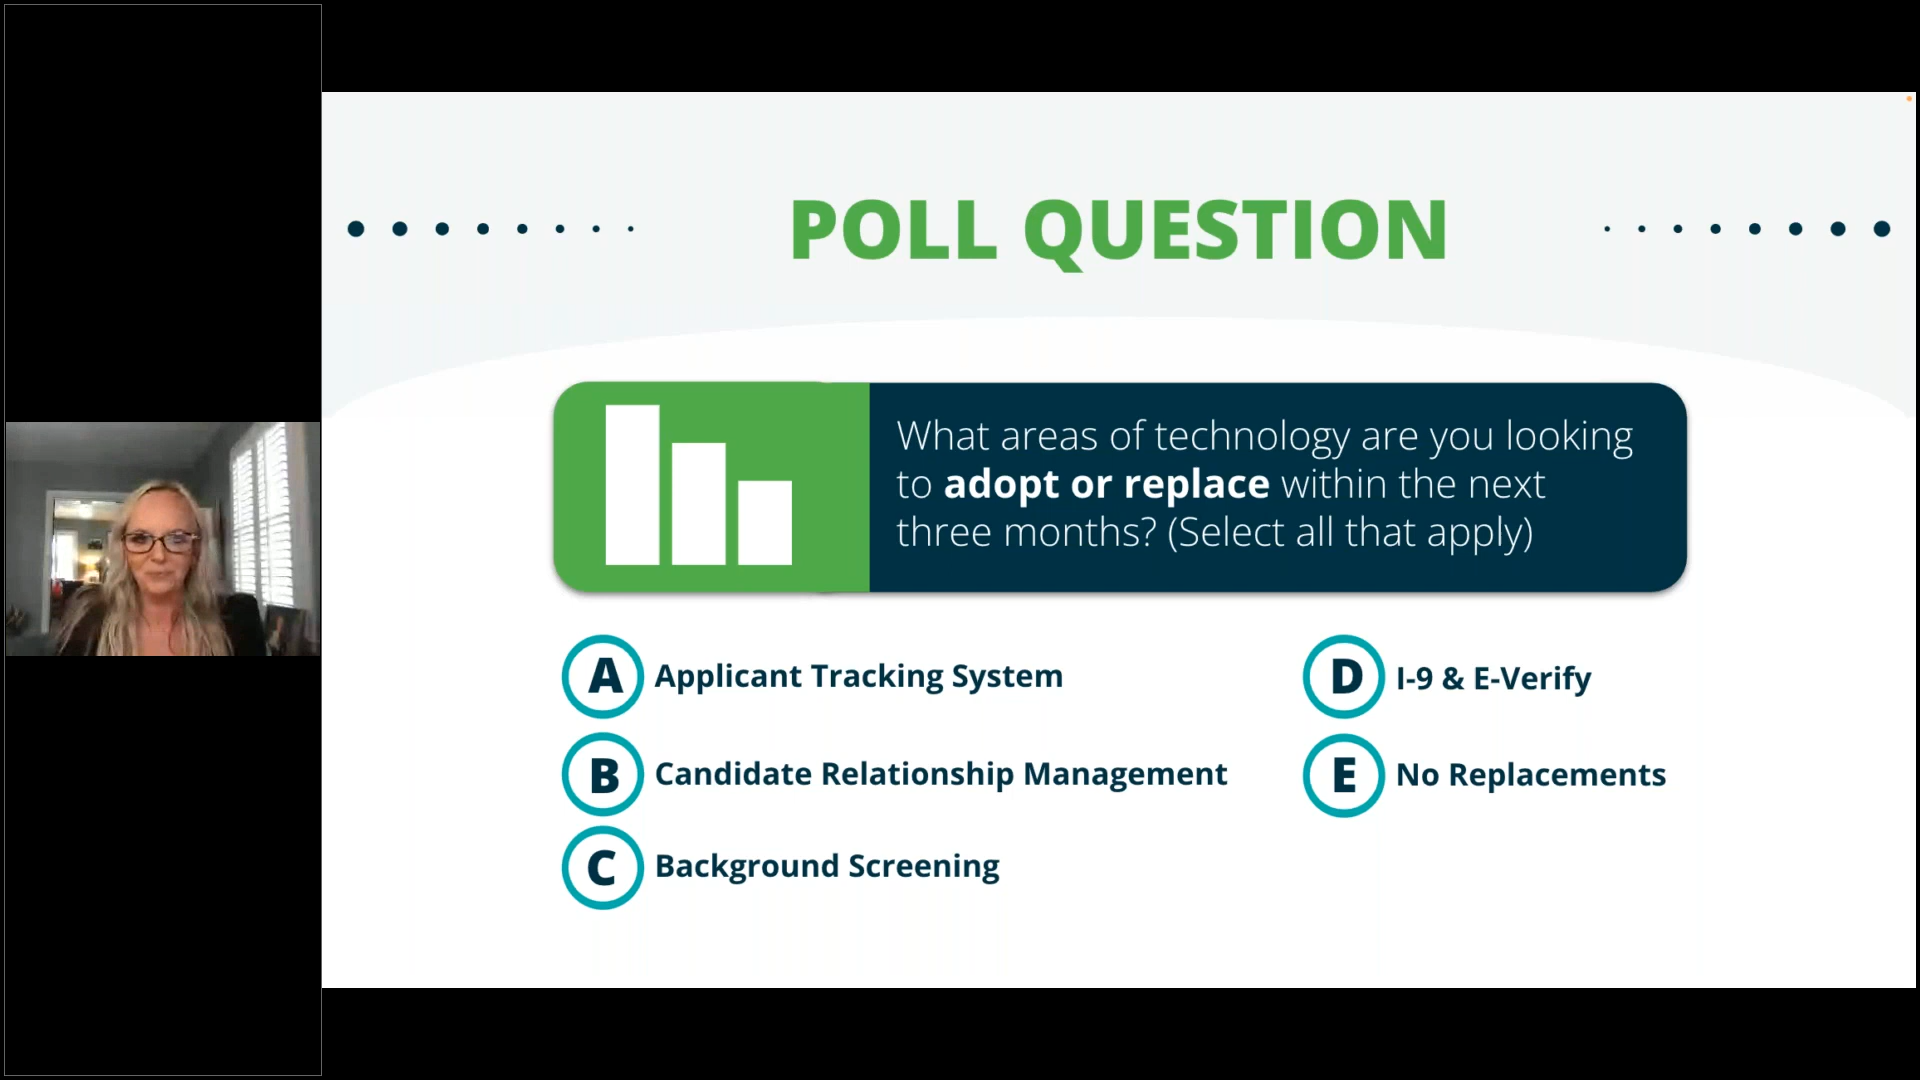 POLL QUESTION
What areas of technology are you looking
to adopt or replace within the next
three months? (Select all that apply)
A Applicant Tracking System
B Candidate Relationship Management
C Background Screening
D I-9 & E-Verify
E No Replacements